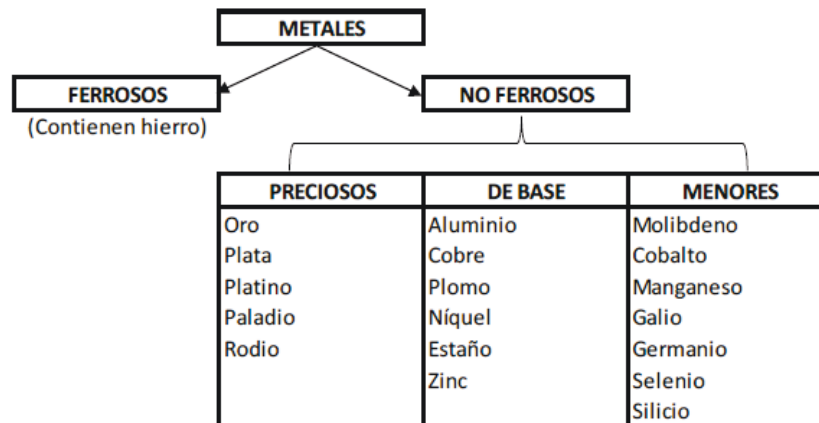 METALES
FERROSOS
NO FERROSOS
(Contienen hierro)
PRECIOSOS DE BASE MENORES
Oro Aluminio Molibdeno
Plata Cobre Cobalto
Platino Plomo Manganeso
Paladio Níquel Galio
Rodio Estaño Germanio
Zinc Selenio
Silicio